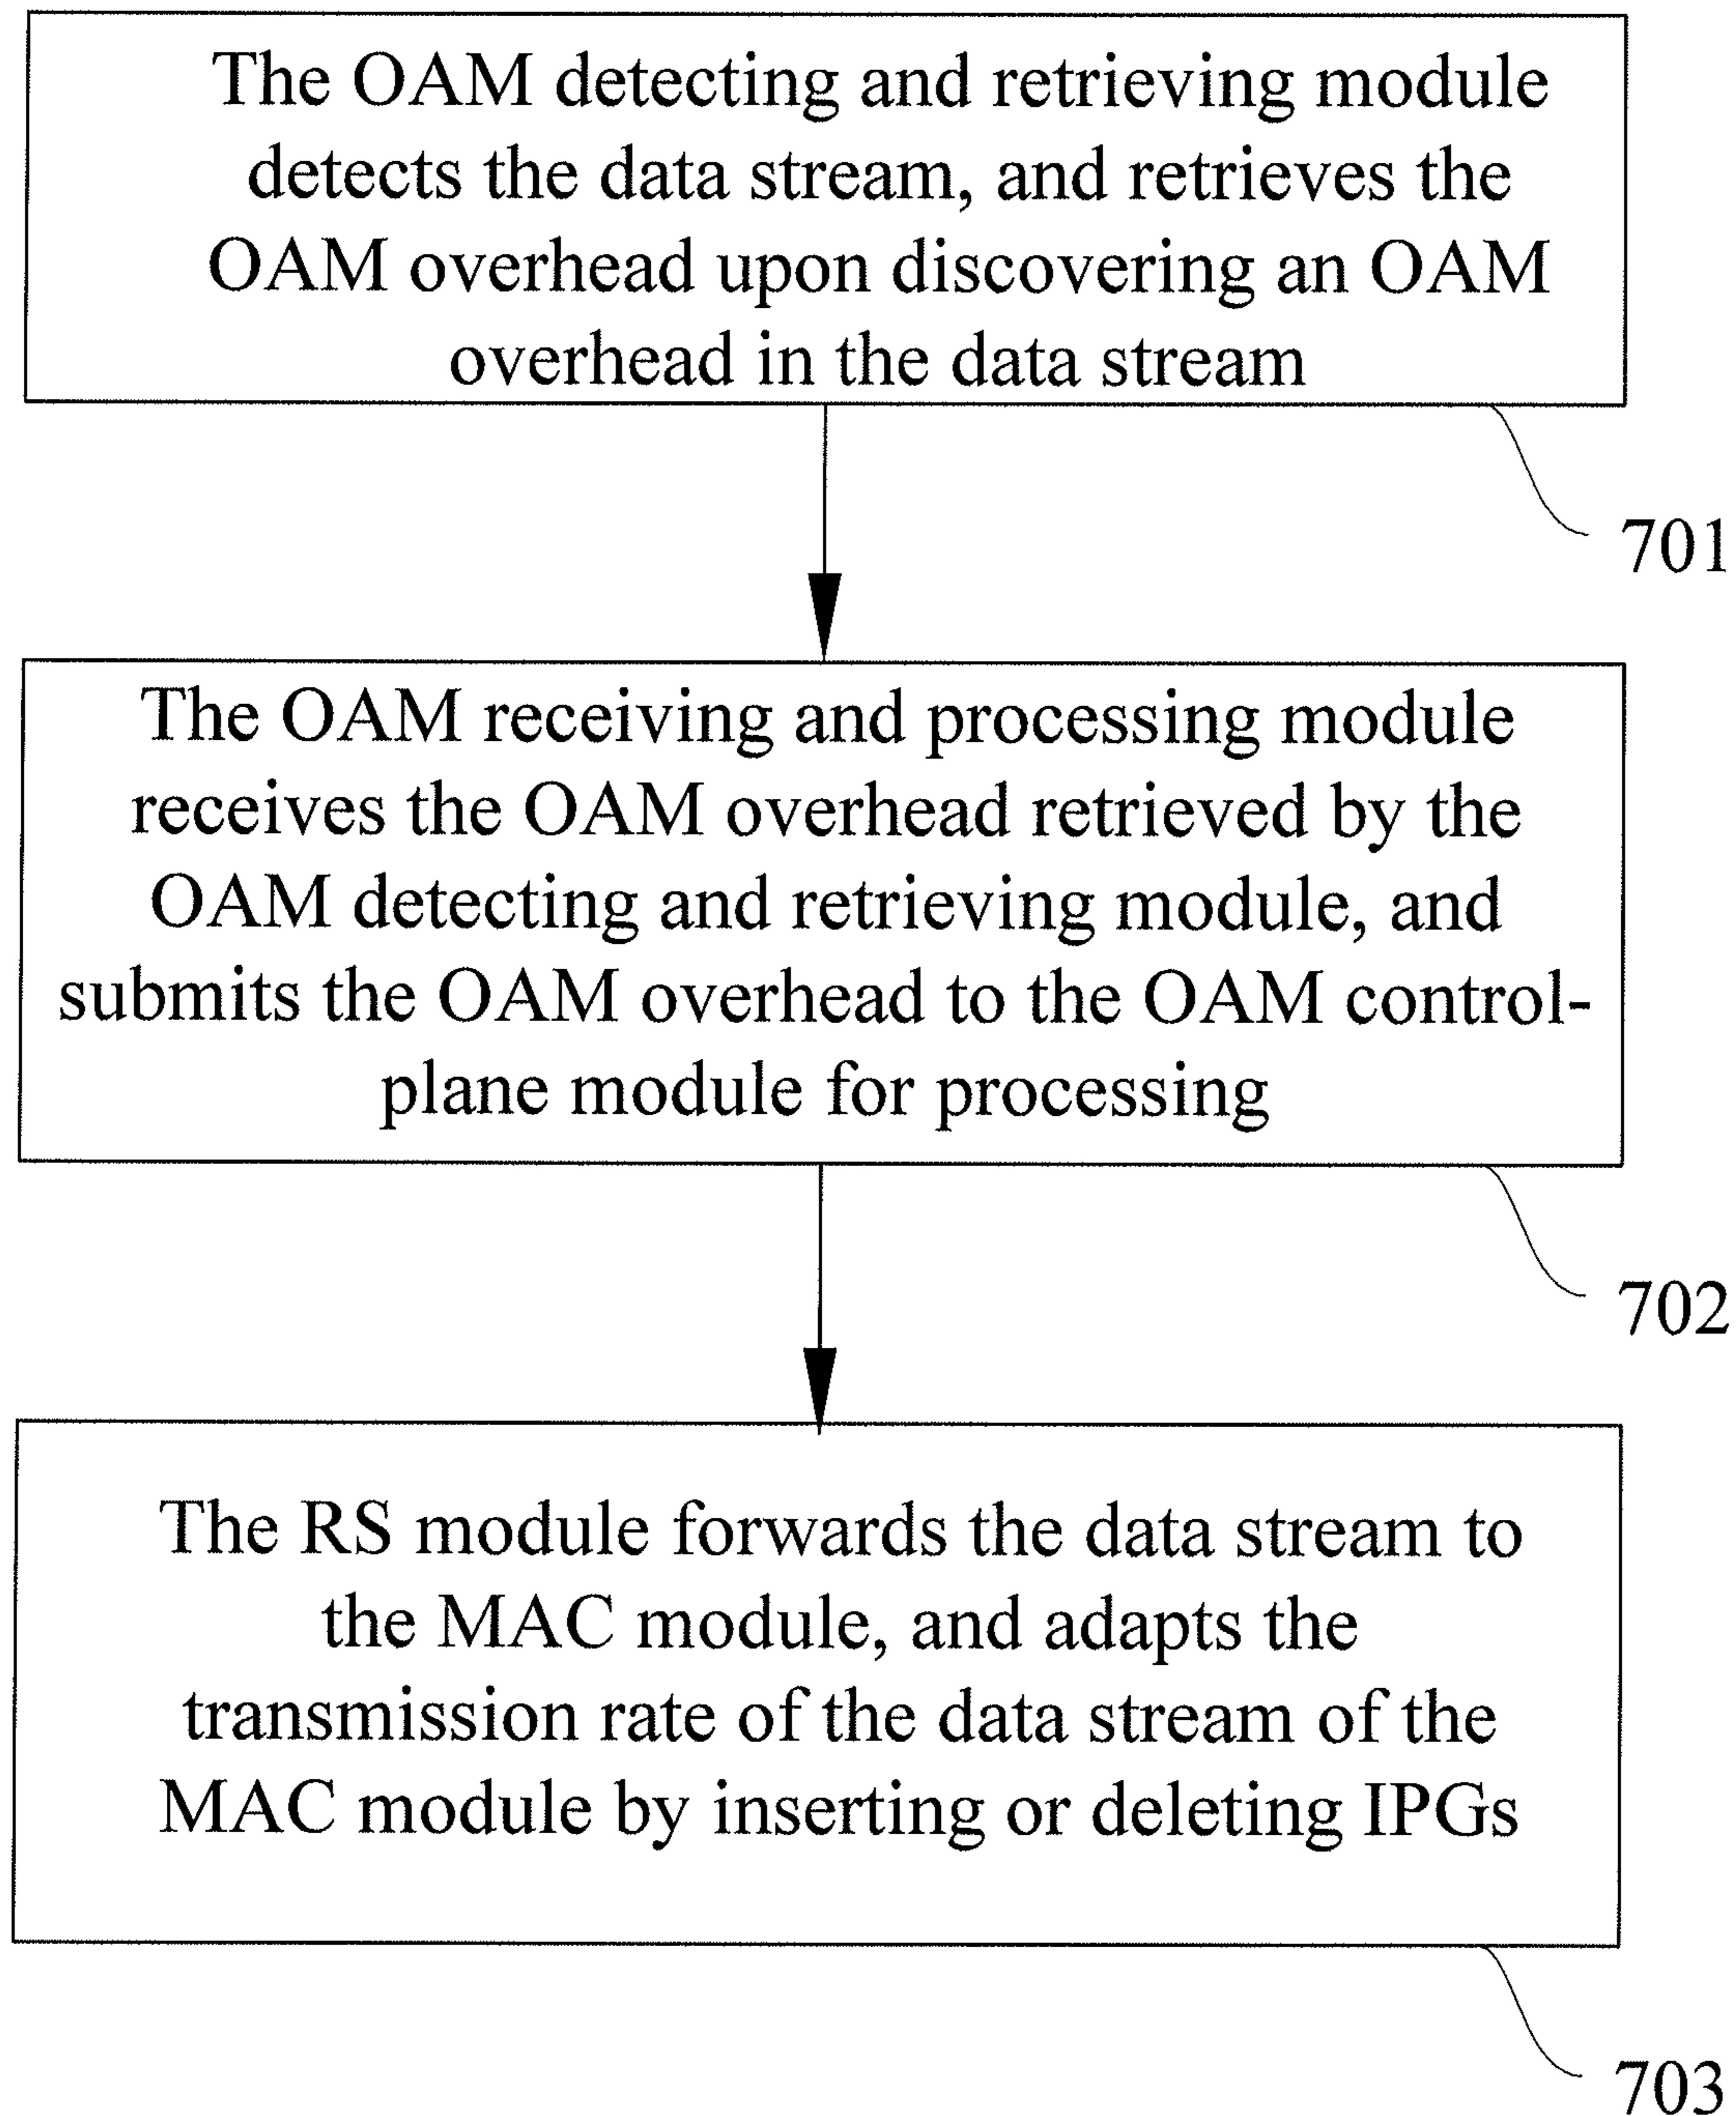 The OAM detecting and retrieving module
detects the data stream, and retrieves the
OAM overhead upon discovering an OAM
overhead in the data stream
701
The OAM receiving and processing module
receives the OAM overhead retrieved by the
OAM detecting and retrieving module, and
submits the OAM overhead to the OAM control-
plane module for processing
702
The RS module forwards the data stream to
the MAC module, and adapts the
transmission rate of the data stream of the
MAC module by inserting or deleting IPGs
703